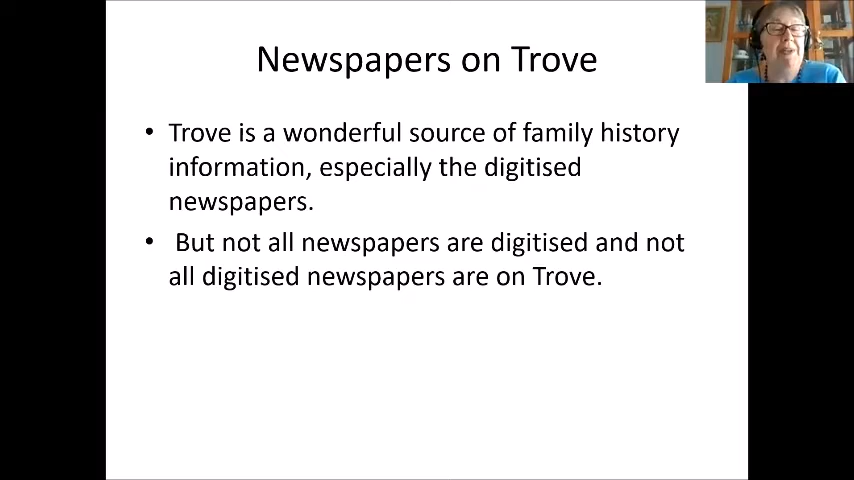 Newspapers on Trove
• Trove is a wonderful source of family history
information, especially the digitised
newspapers.
• But not all newspapers are digitised and not
all digitised newspapers are on Trove.